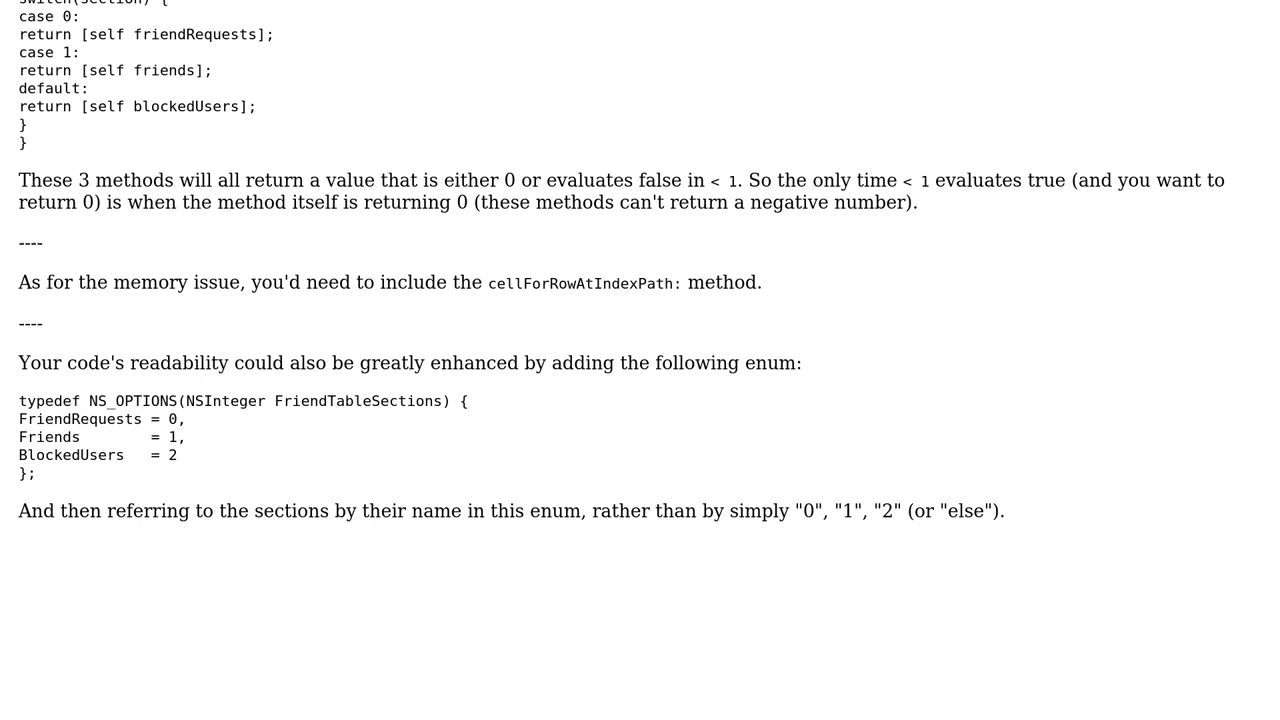 switch(section) {
case 0:
return [self friendRequests];
case 1:
return [self friends];
default:
return [self blockedUsers];
}
}
These 3 methods will all return a value that is either 0 or evaluates false in < 1. So the only time < 1 evaluates true (and you want to
return 0) is when the method itself is returning 0 (these methods can't return a negative number).
----
As for the memory issue, you'd need to include the cellForRowAtIndexPath: method.
----
Your code's readability could also be greatly enhanced by adding the following enum:
typedef NS_OPTIONS(NSInteger FriendTableSections) {
FriendRequests = 0,
Friends        = 1,
BlockedUsers   = 2
};
And then referring to the sections by their name in this enum, rather than by simply "0", "1", "2" (or "else").